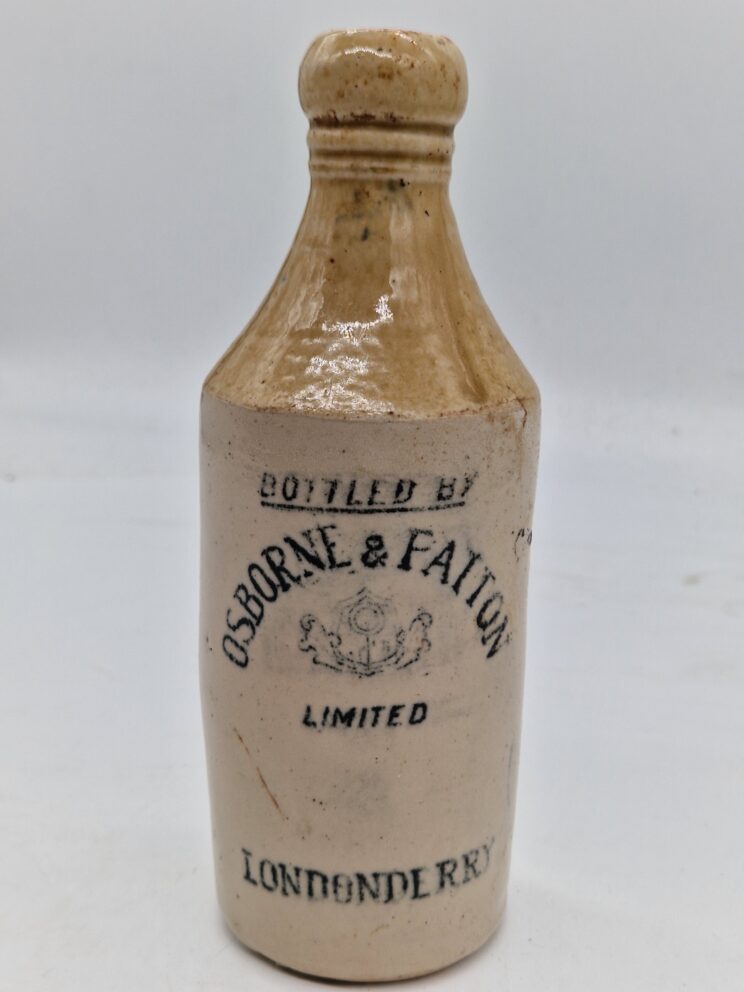 BOTTLED BY
OSBORNE & PATTON
LIMITED
LONDONDERRY